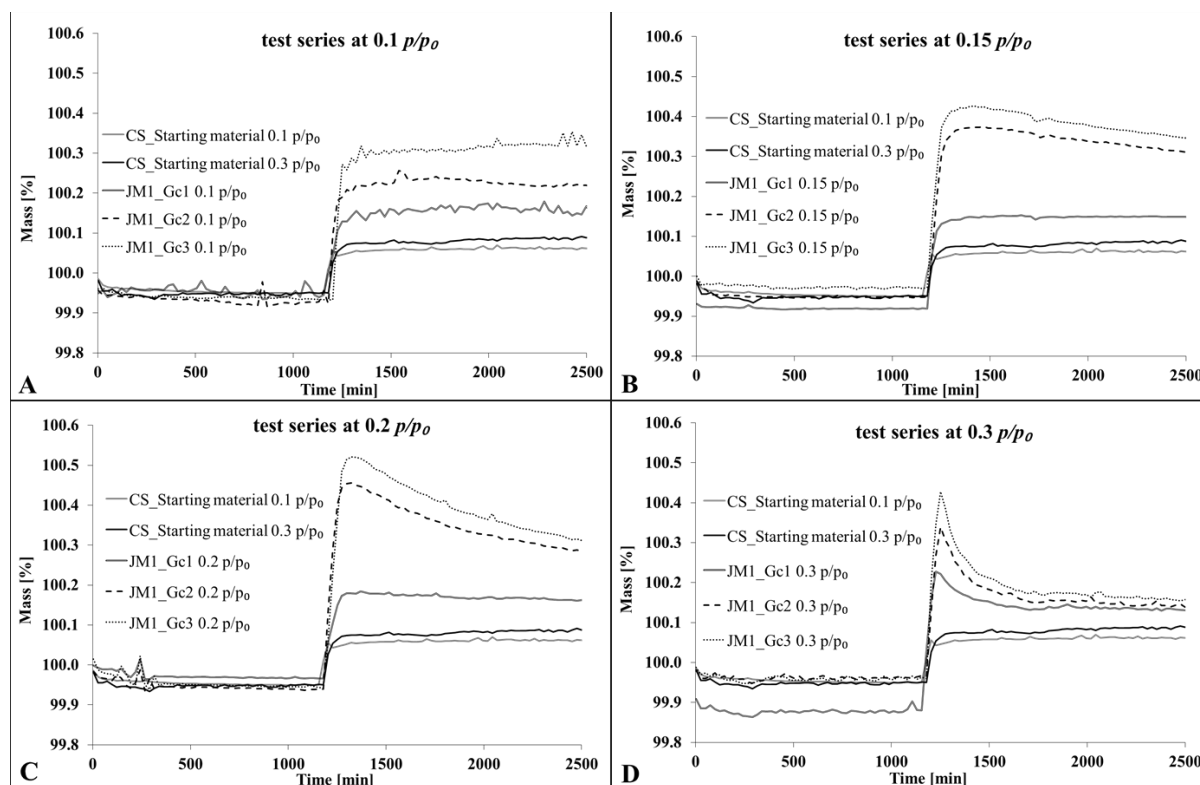 test series at 0.1 p/p₀
100.6
100.5
100.4
100.3
100.2
100.1
100.0
99.9
99.8
Mass [%]
CS_Starting material 0.1 p/p₀
CS_Starting material 0.3 p/p₀
JM1_Gc1 0.1 p/p₀
JM1_Gc2 0.1 p/p₀
JM1_Gc3 0.1 p/p₀
0 500 1000 1500 2000 2500
Time [min]
A
test series at 0.15 p/p₀
100.6
100.5
100.4
100.3
100.2
100.1
100.0
99.9
99.8
Mass [%]
CS_Starting material 0.1 p/p₀
CS_Starting material 0.3 p/p₀
JM1_Gc1 0.15 p/p₀
JM1_Gc2 0.15 p/p₀
JM1_Gc3 0.15 p/p₀
0 500 1000 1500 2000 2500
Time [min]
B
test series at 0.2 p/p₀
100.6
100.5
100.4
100.3
100.2
100.1
100.0
99.9
99.8
Mass [%]
CS_Starting material 0.1 p/p₀
CS_Starting material 0.3 p/p₀
JM1_Gc1 0.2 p/p₀
JM1_Gc2 0.2 p/p₀
JM1_Gc3 0.2 p/p₀
0 500 1000 1500 2000 2500
Time [min]
C
test series at 0.3 p/p₀
100.6
100.5
100.4
100.3
100.2
100.1
100.0
99.9
99.8
Mass [%]
CS_Starting material 0.1 p/p₀
CS_Starting material 0.3 p/p₀
JM1_Gc1 0.3 p/p₀
JM1_Gc2 0.3 p/p₀
JM1_Gc3 0.3 p/p₀
0 500 1000 1500 2000 2500
Time [min]
D